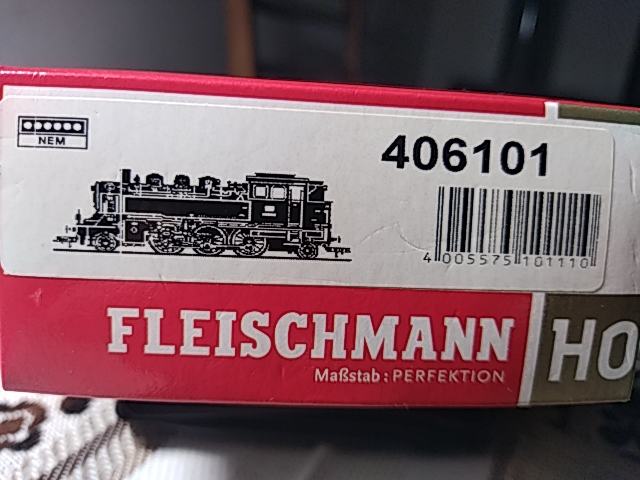 NEM
406101
4 005575 101110
FLEISCHMANN HO
Maßstab: PERFEKTION